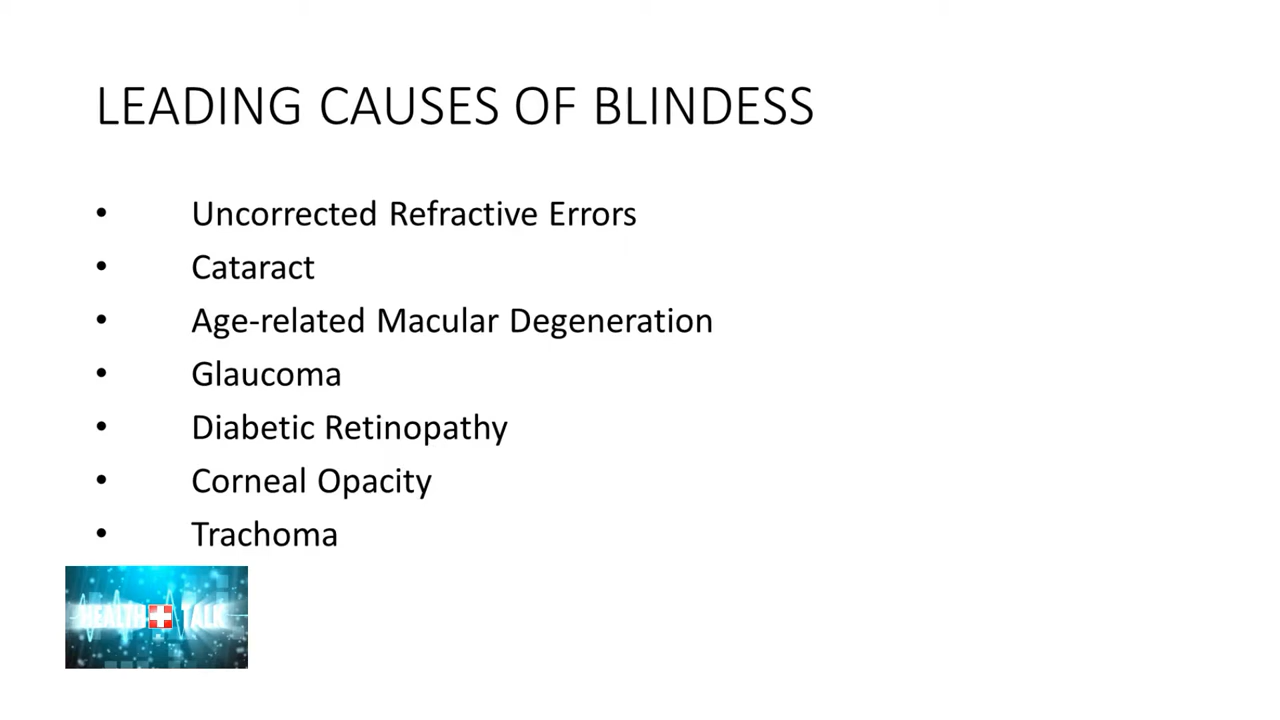 LEADING CAUSES OF BLINDESS
• Uncorrected Refractive Errors
• Cataract
• Age-related Macular Degeneration
• Glaucoma
• Diabetic Retinopathy
• Corneal Opacity
• Trachoma
HEALTH TALK